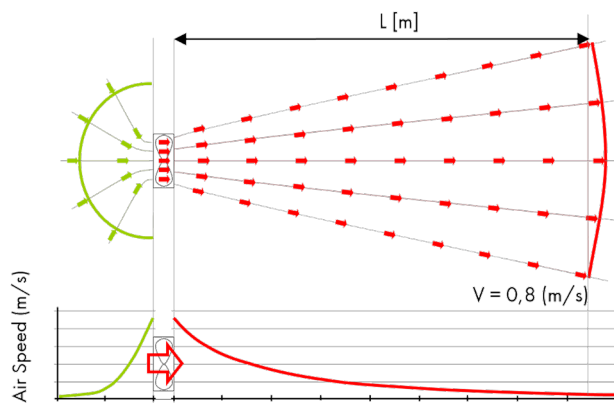 L [m]
V = 0,8 (m/s)
Air Speed (m/s)